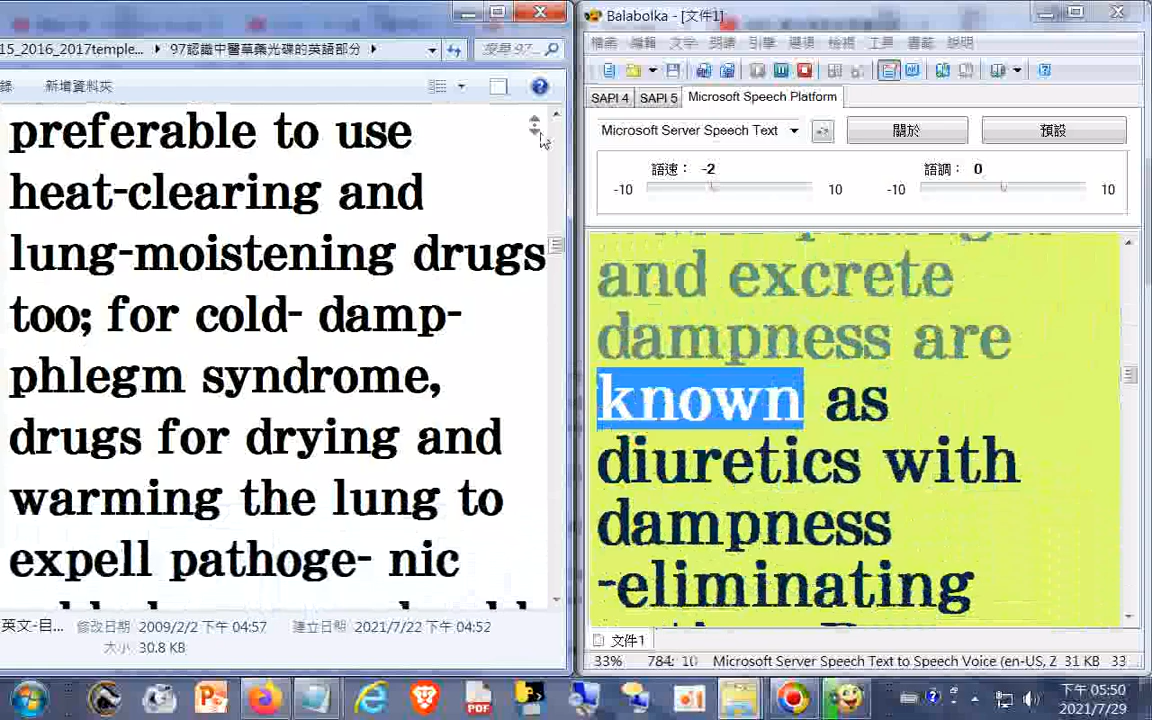 15_2016_2017temple...
97認識中醫草藥光碟的英語部分
搜尋 97...
錄
新增資料夾
preferable to use
heat-clearing and
lung-moistening drugs
too; for cold- damp-
phlegm syndrome,
drugs for drying and
warming the lung to
expell pathoge- nic
英文-目...
修改日期 2009/2/2 下午 04:57
建立日期 2021/7/22 下午 04:52
大小 30.8 KB
Balabolka - [文件1]
檔案 編輯 文字 朗讀 引擎 選項 檢視 工具 書籤 說明
SAPI 4 SAPI 5 Microsoft Speech Platform
Microsoft Server Speech Text
關於
預設
語速： -2
語調： 0
-10 10 -10 10
and excrete
dampness are
known as
diuretics with
dampness
-eliminating
文件1
33% 784: 10 Microsoft Server Speech Text to Speech Voice (en-US, Z 31 KB 33
PDF
下午 05:50
2021/7/29